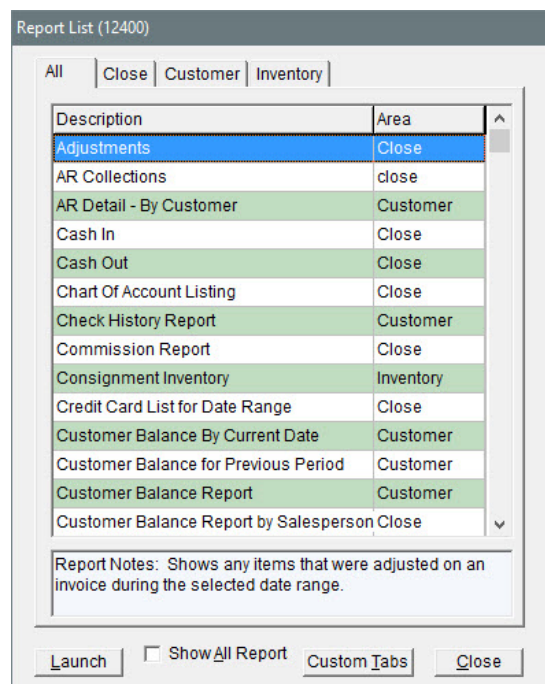 Report List (12400)
All Close Customer Inventory
Description Area
Adjustments Close
AR Collections close
AR Detail - By Customer Customer
Cash In Close
Cash Out Close
Chart Of Account Listing Close
Check History Report Customer
Commission Report Close
Consignment Inventory Inventory
Credit Card List for Date Range Close
Customer Balance By Current Date Customer
Customer Balance for Previous Period Customer
Customer Balance Report Customer
Customer Balance Report by Salesperson Close
Report Notes: Shows any items that were adjusted on an
invoice during the selected date range.
Launch Show All Report Custom Tabs Close